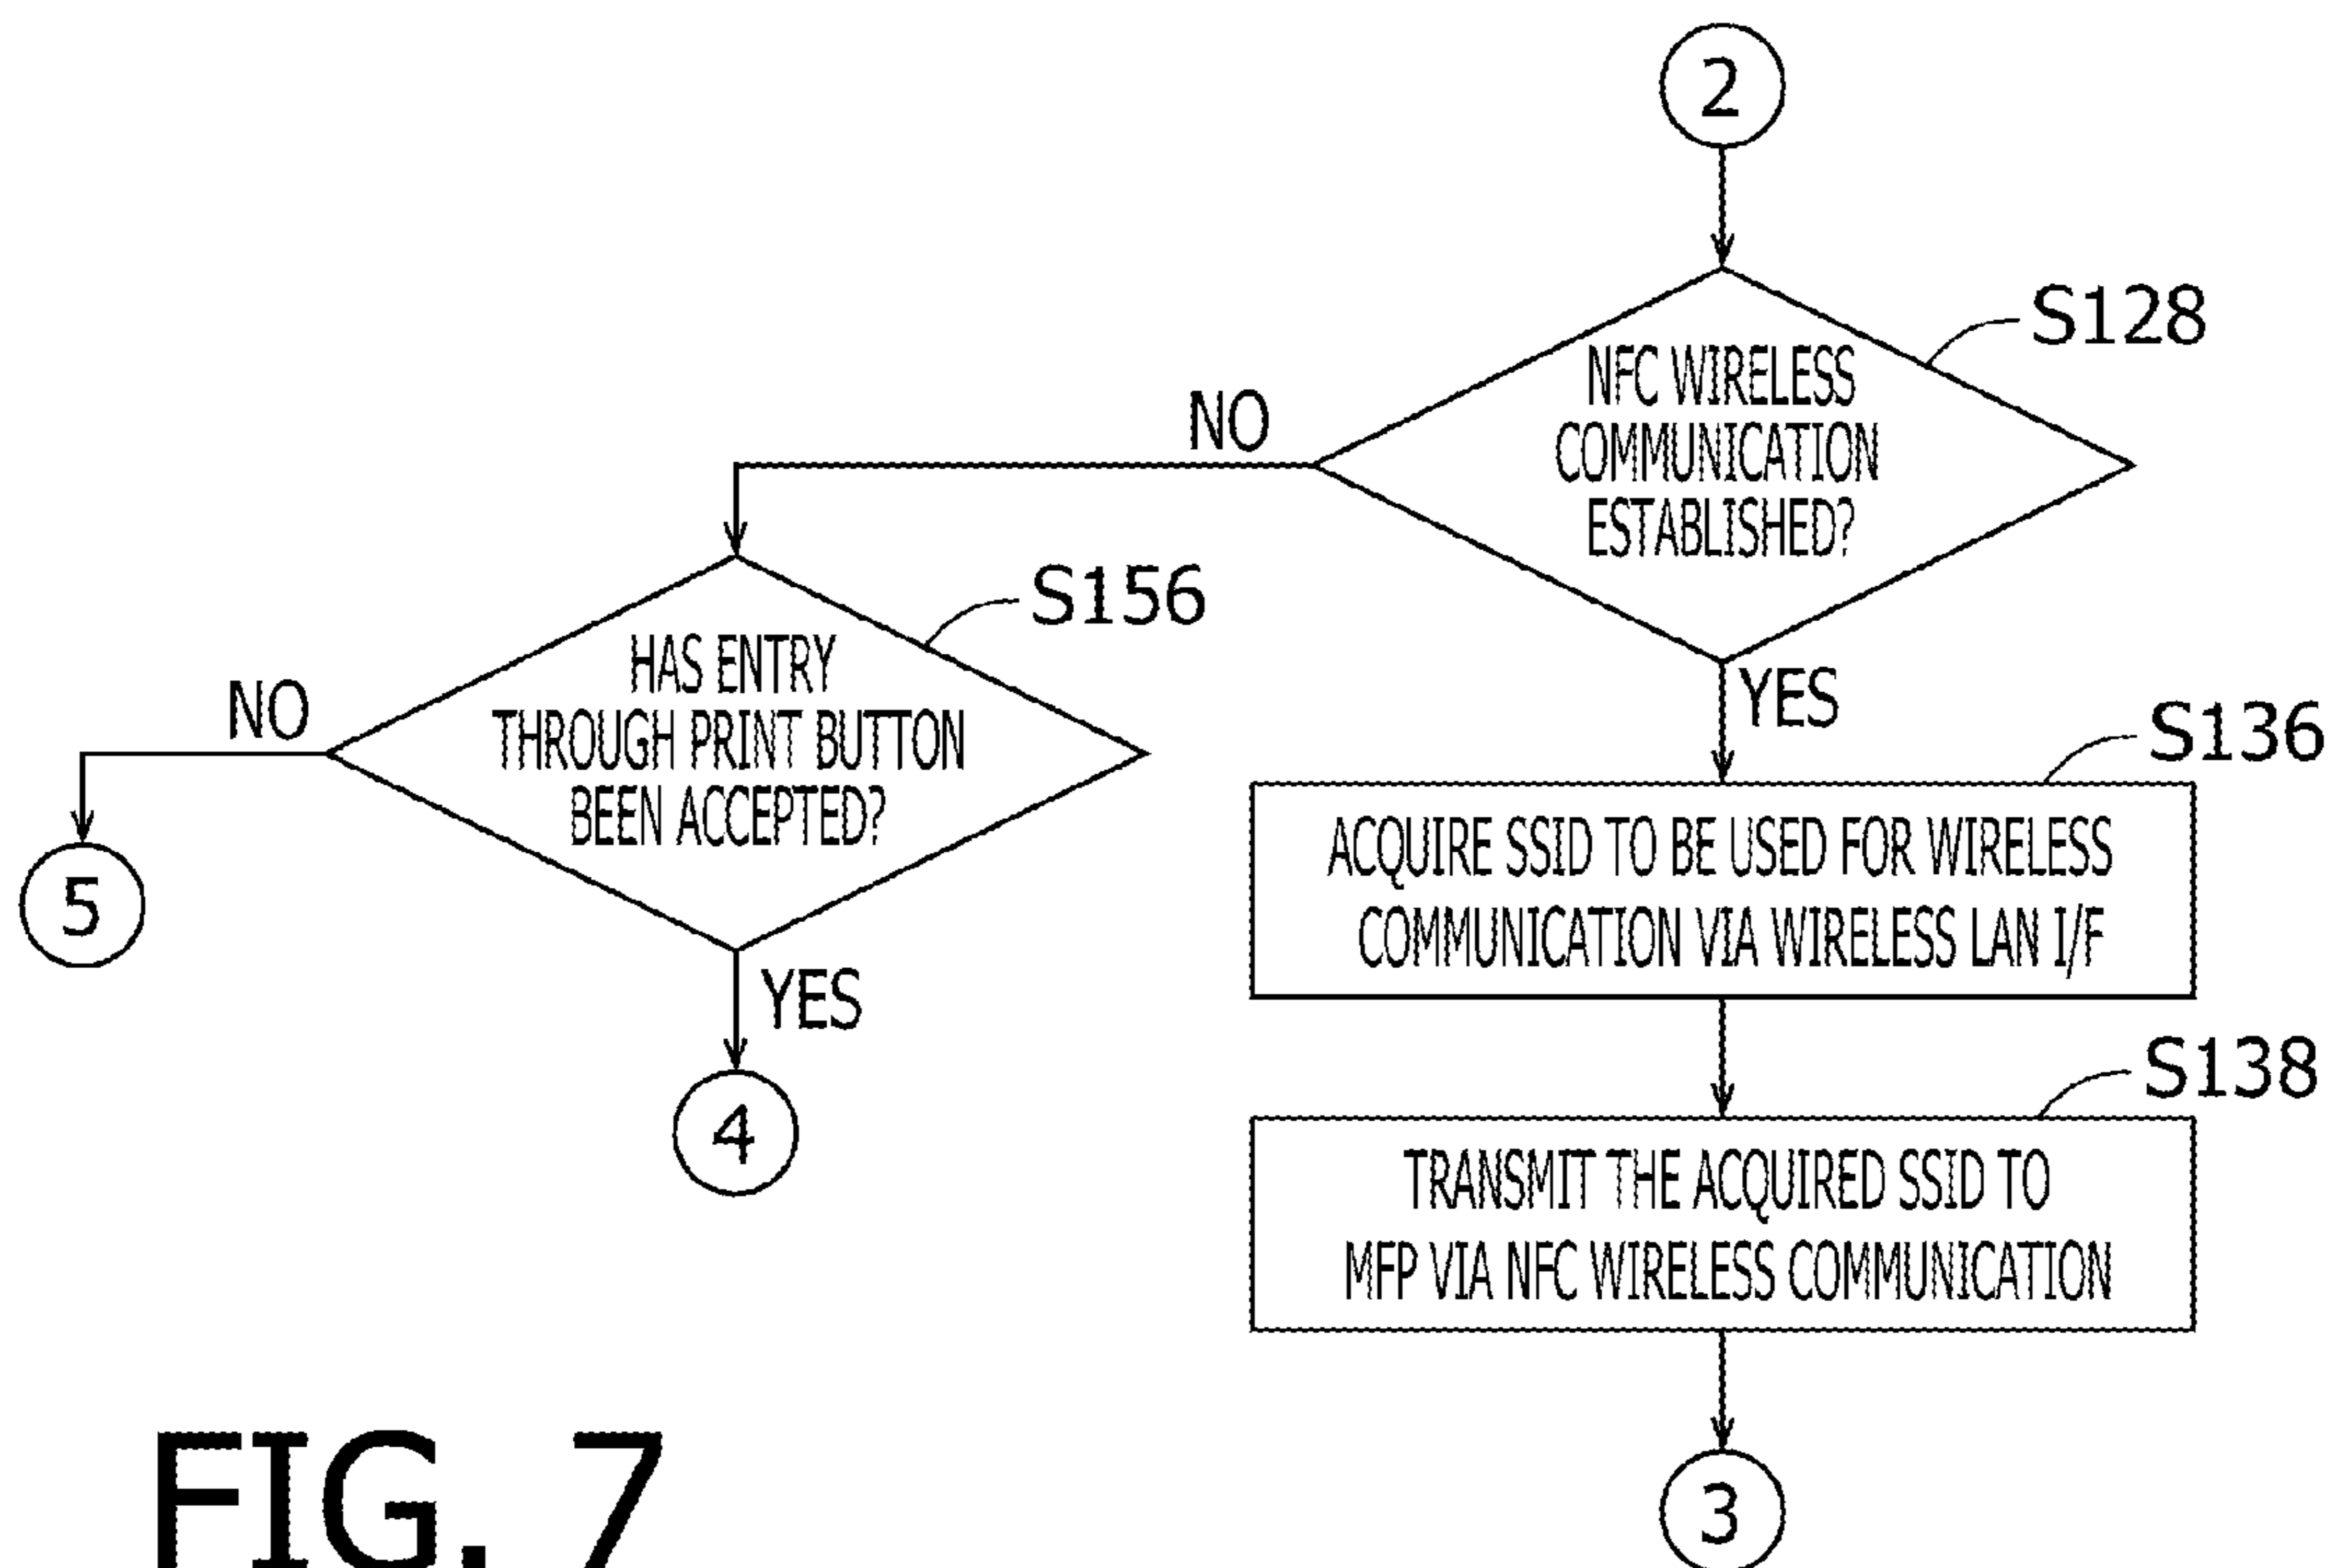 2
S128
NFC WIRELESS
COMMUNICATION
ESTABLISHED?
NO
YES
S156
HAS ENTRY
THROUGH PRINT BUTTON
BEEN ACCEPTED?
NO
5
YES
4
S136
ACQUIRE SSID TO BE USED FOR WIRELESS
COMMUNICATION VIA WIRELESS LAN I/F
S138
TRANSMIT THE ACQUIRED SSID TO
MFP VIA NFC WIRELESS COMMUNICATION
3
FIG. 7